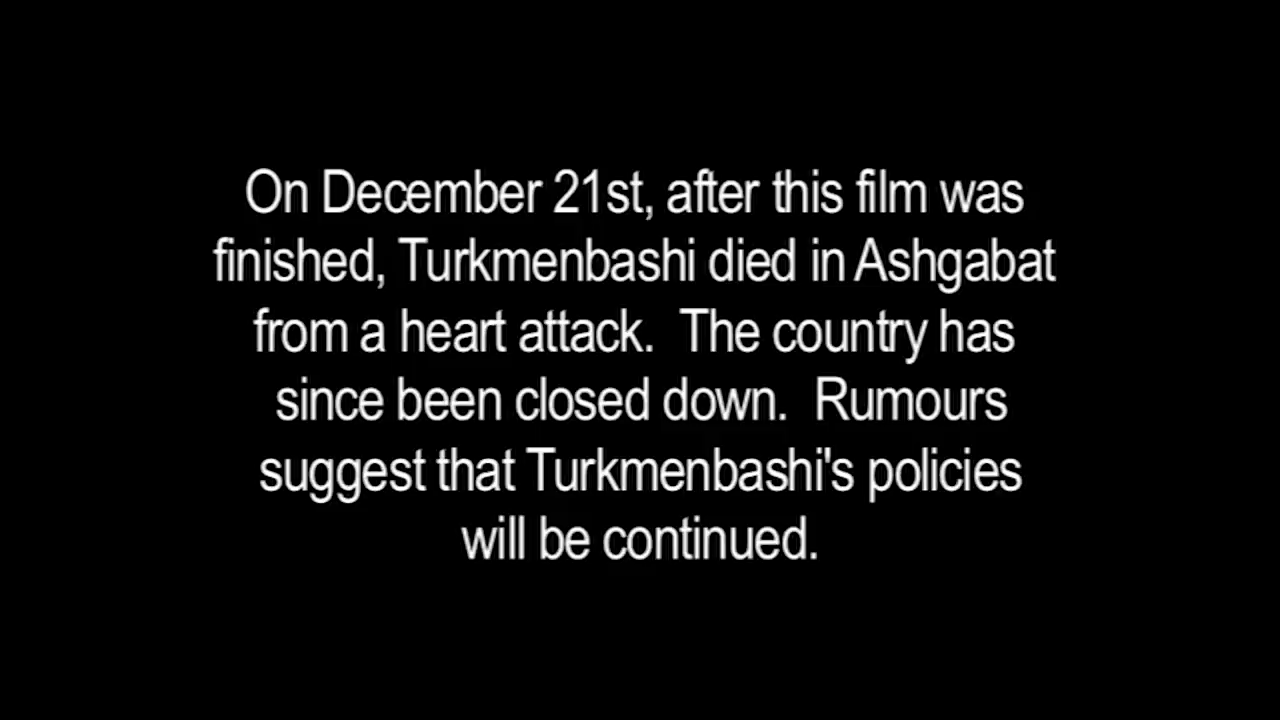 On December 21st, after this film was
finished, Turkmenbashi died in Ashgabat
from a heart attack.  The country has
since been closed down.  Rumours
suggest that Turkmenbashi's policies
will be continued.